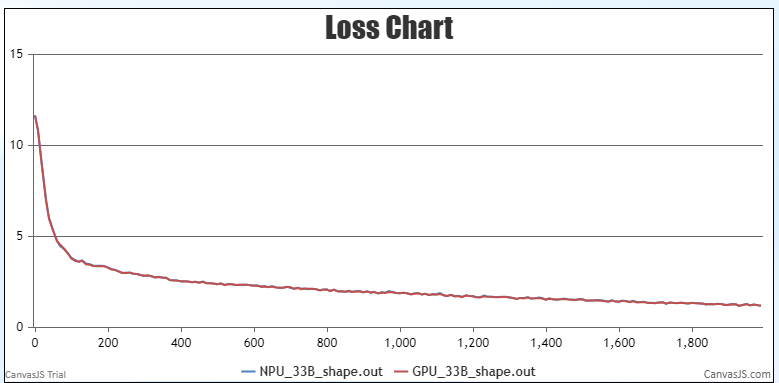 Loss Chart
15
10
5
0
0 200 400 600 800 1,000 1,200 1,400 1,600 1,800
NPU_33B_shape.out GPU_33B_shape.out
CanvasJS Trial CanvasJS.com